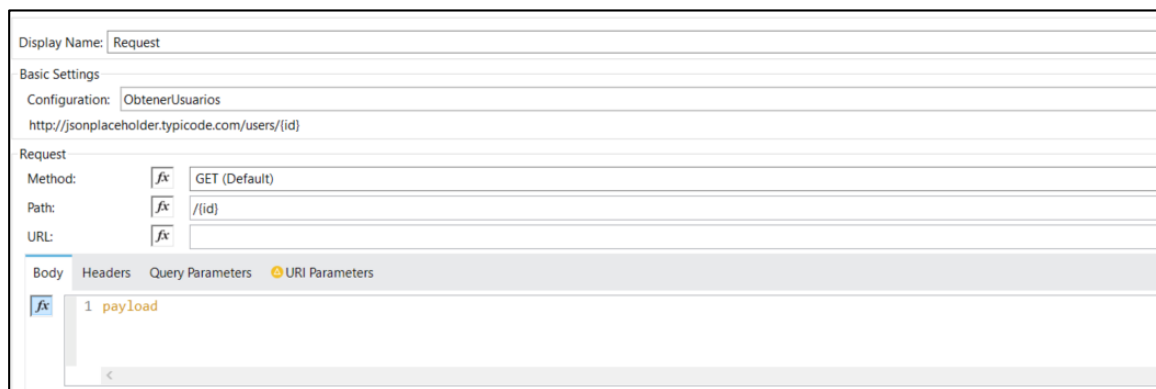 Display Name: Request
Basic Settings
Configuration: ObtenerUsuarios
http://jsonplaceholder.typicode.com/users/{id}
Request
Method: fx GET (Default)
Path: fx /{id}
URL: fx
Body Headers Query Parameters URI Parameters
fx 1 payload